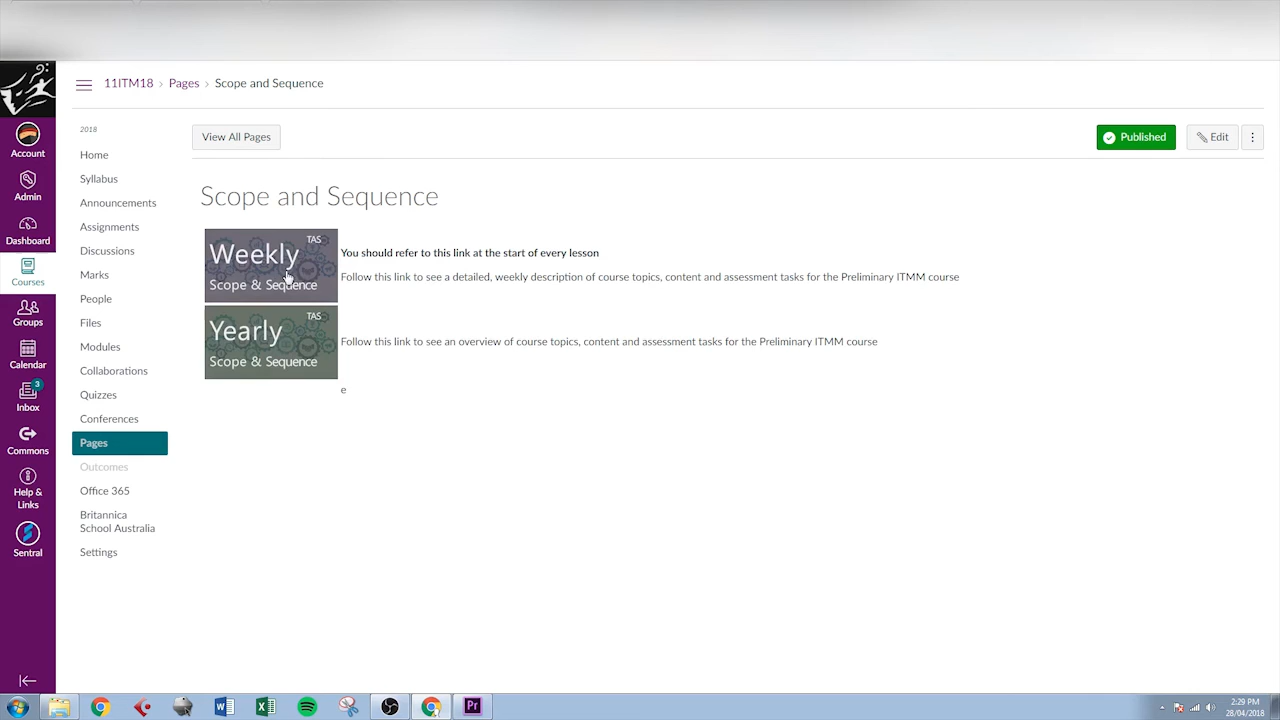 11ITM18 › Pages › Scope and Sequence
2018
View All Pages
Published
Edit
Account
Admin
Dashboard
Courses
Groups
Calendar
3
Inbox
Commons
Help &
Links
Sentral
Home
Syllabus
Announcements
Assignments
Discussions
Marks
People
Files
Modules
Collaborations
Quizzes
Conferences
Pages
Outcomes
Office 365
Britannica
School Australia
Settings
Scope and Sequence
TAS
Weekly
Scope & Sequence
You should refer to this link at the start of every lesson
Follow this link to see a detailed, weekly description of course topics, content and assessment tasks for the Preliminary ITMM course
TAS
Yearly
Scope & Sequence
Follow this link to see an overview of course topics, content and assessment tasks for the Preliminary ITMM course
e
Pr
2:29 PM
28/04/2018